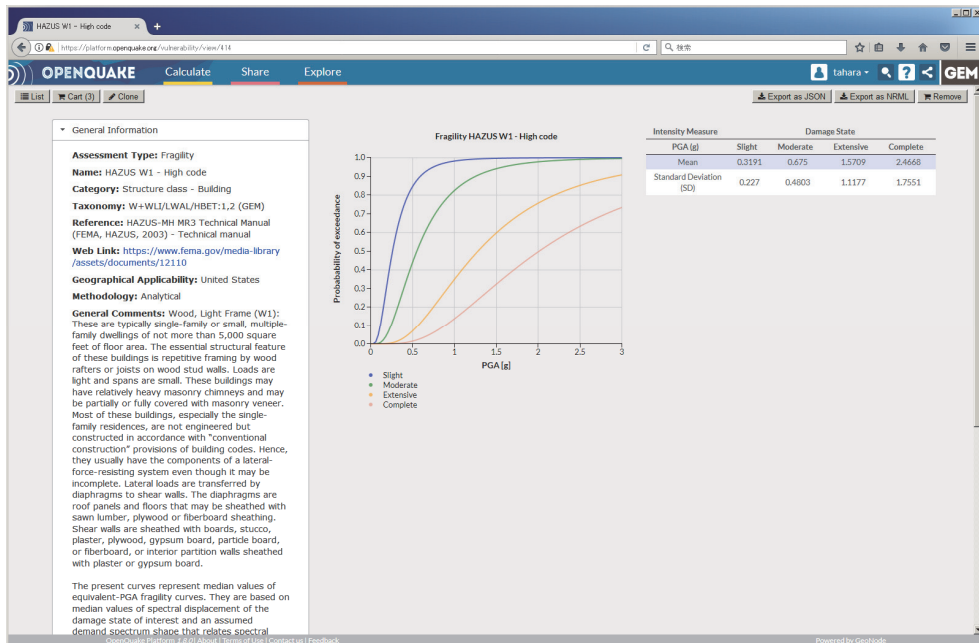 HAZUS W1 - High code
https://platform.openquake.org/vulnerability/view/414
検索
OPENQUAKE
Calculate
Share
Explore
tahara
GEM
List
Cart (3)
Clone
Export as JSON
Export as NRML
Remove
General Information
Assessment Type: Fragility
Name: HAZUS W1 - High code
Category: Structure class - Building
Taxonomy: W+WLI/LWAL/HBET:1,2 (GEM)
Reference: HAZUS-MH MR3 Technical Manual
(FEMA, HAZUS, 2003) - Technical manual
Web Link: https://www.fema.gov/media-library
/assets/documents/12110
Geographical Applicability: United States
Methodology: Analytical
General Comments: Wood, Light Frame (W1):
These are typically single-family or small, multiple-
family dwellings of not more than 5,000 square
feet of floor area. The essential structural feature
of these buildings is repetitive framing by wood
rafters or joists on wood stud walls. Loads are
light and spans are small. These buildings may
have relatively heavy masonry chimneys and may
be partially or fully covered with masonry veneer.
Most of these buildings, especially the single-
family residences, are not engineered but
constructed in accordance with "conventional
construction" provisions of building codes. Hence,
they usually have the components of a lateral-
force-resisting system even though it may be
incomplete. Lateral loads are transferred by
diaphragms to shear walls. The diaphragms are
roof panels and floors that may be sheathed with
sawn lumber, plywood or fiberboard sheathing.
Shear walls are sheathed with boards, stucco,
plaster, plywood, gypsum board, particle board,
or fiberboard, or interior partition walls sheathed
with plaster or gypsum board.
The present curves represent median values of
equivalent-PGA fragility curves. They are based on
median values of spectral displacement of the
damage state of interest and an assumed
demand spectrum shape that relates spectral
Fragility HAZUS W1 - High code
Probabability of exceedance
1.0
0.9
0.8
0.7
0.6
0.5
0.4
0.3
0.2
0.1
0.0
0 0.5 1 1.5 2 2.5 3
PGA [g]
Slight
Moderate
Extensive
Complete
Intensity Measure Damage State
PGA (g) Slight Moderate Extensive Complete
Mean 0.3191 0.675 1.5709 2.4668
Standard Deviation
(SD) 0.227 0.4803 1.1177 1.7551
OpenQuake Platform 1.8.0 | About | Terms of Use | Contact us | Feedback
Powered by GeoNode